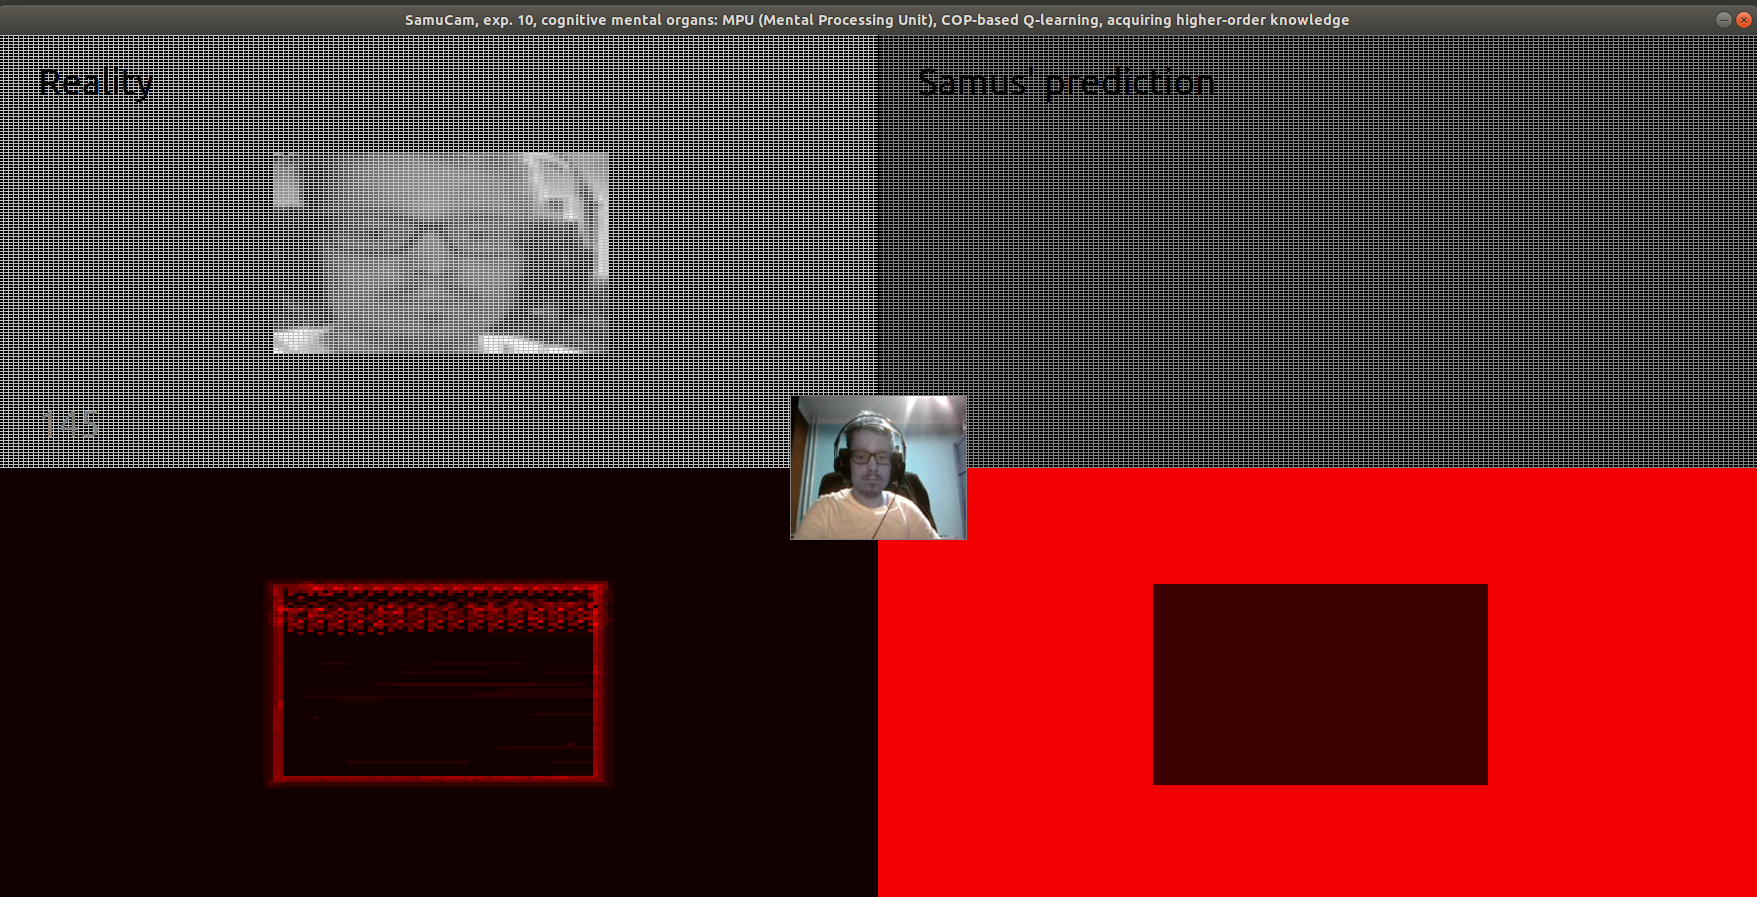 SamuCam, exp. 10, cognitive mental organs: MPU (Mental Processing Unit), COP-based Q-learning, acquiring higher-order knowledge
Reality
Samus' prediction
145